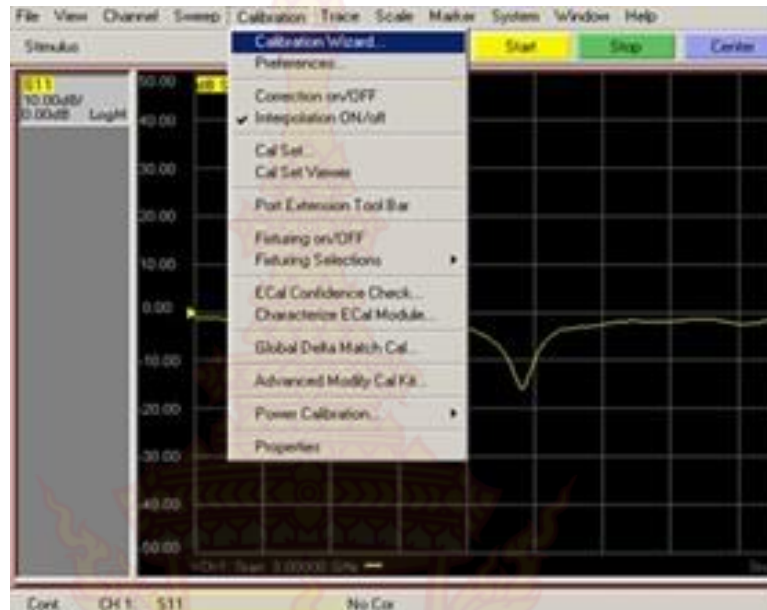 File View Channel Sweep Calibration Trace Scale Marker System Window Help
Stimulus Start Stop Center
Calibration Wizard...
Preferences...
Correction on/OFF
✓ Interpolation ON/off
Cal Set...
Cal Set Viewer
Port Extension Tool Bar
Fixturing on/OFF
Fixturing Selections
ECal Confidence Check...
Characterize ECal Module...
Global Delta Match Cal...
Advanced Modify Cal Kit...
Power Calibration...
Properties
S11
10.00dB/
0.00dB LogM
50.00
40.00
30.00
20.00
10.00
0.00
-10.00
-20.00
-30.00
-40.00
-50.00
Cont. CH 1: S11 No Cor